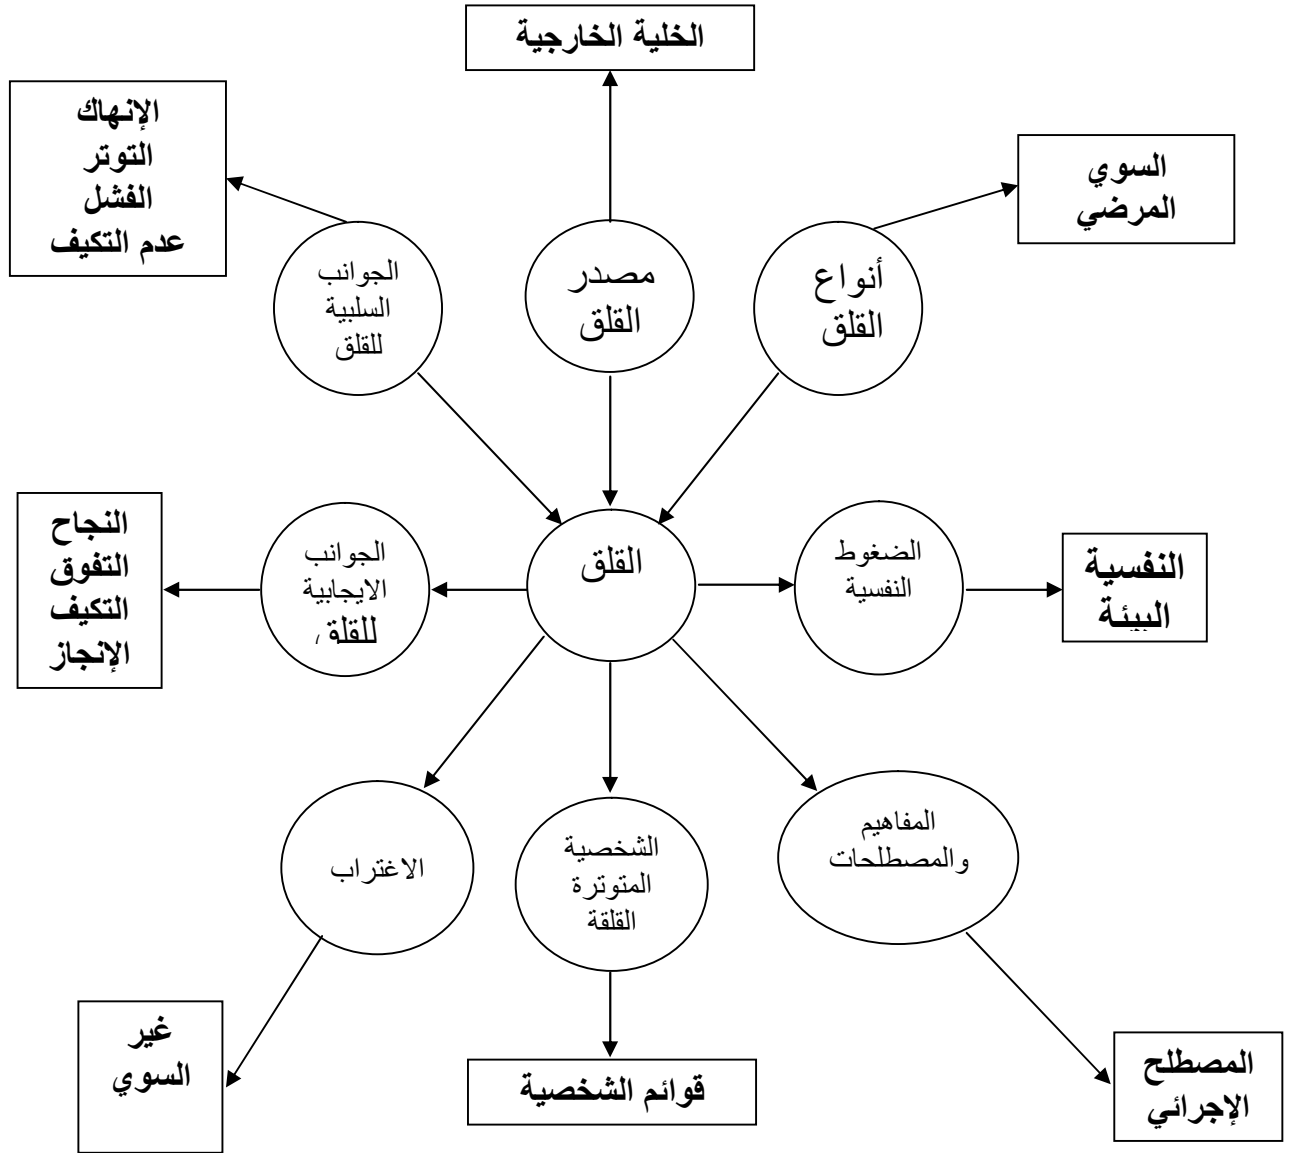 الخلية الخارجية
الإنهاك
التوتر
الفشل
عدم التكيف
السوي
المرضي
أنواع
القلق
مصدر
القلق
الجوانب
السلبية
للقلق
النجاح
التفوق
التكيف
الإنجاز
الجوانب
الايجابية
للقلق
القلق
الضغوط
النفسية
النفسية
البيئة
المفاهيم
والمصطلحات
الشخصية
المتوترة
القلقة
الاغتراب
غير
السوي
قوائم الشخصية
المصطلح
الإجرائي